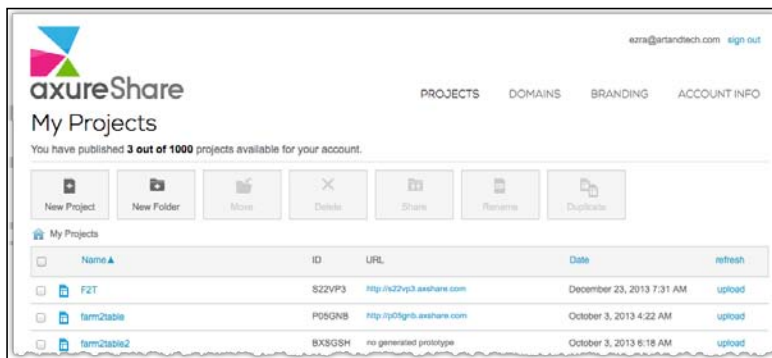 ezra@artandtech.com sign out
axureShare
PROJECTS DOMAINS BRANDING ACCOUNT INFO
My Projects
You have published 3 out of 1000 projects available for your account.
New Project New Folder Move Delete Share Rename Duplicate
My Projects
Name▲ ID URL Date refresh
F2T S22VP3 http://s22vp3.axshare.com December 23, 2013 7:31 AM upload
farm2table P05GNB http://p05gnb.axshare.com October 3, 2013 4:22 AM upload
farm2table2 BXSGSH no generated prototype October 3, 2013 6:18 AM upload